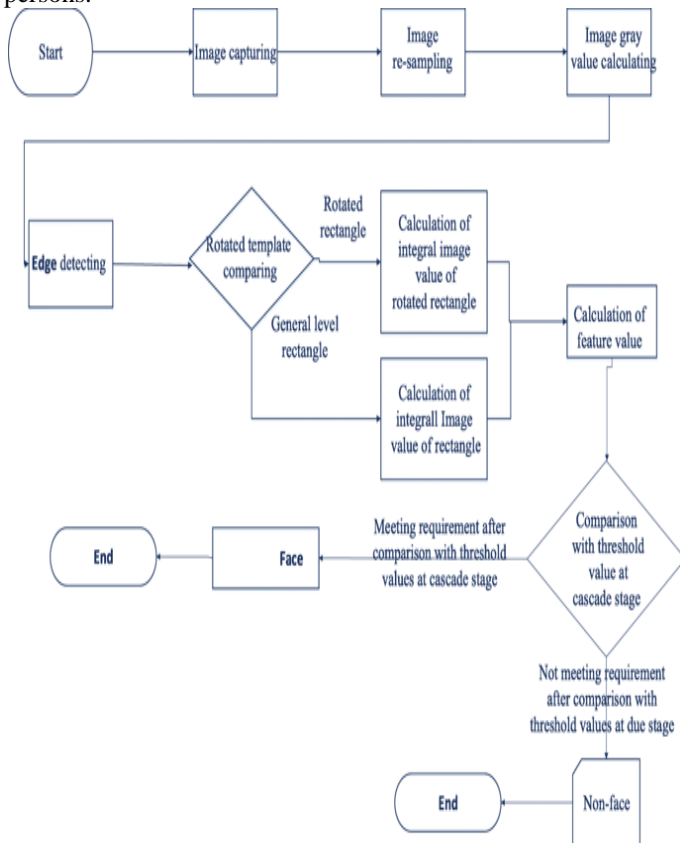 persons.
Start
Image capturing
Image
re-sampling
Image gray
value calculating
Edge detecting
Rotated template
comparing
Rotated
rectangle
General level
rectangle
Calculation of
integral image
value of
rotated rectangle
Calculation of
integrall Image
value of rectangle
Calculation of
feature value
Comparison
with threshold
value at
cascade stage
Meeting requirement after
comparison with threshold
values at cascade stage
Face
End
Not meeting requirement
after comparison with
threshold values at due stage
Non-face
End